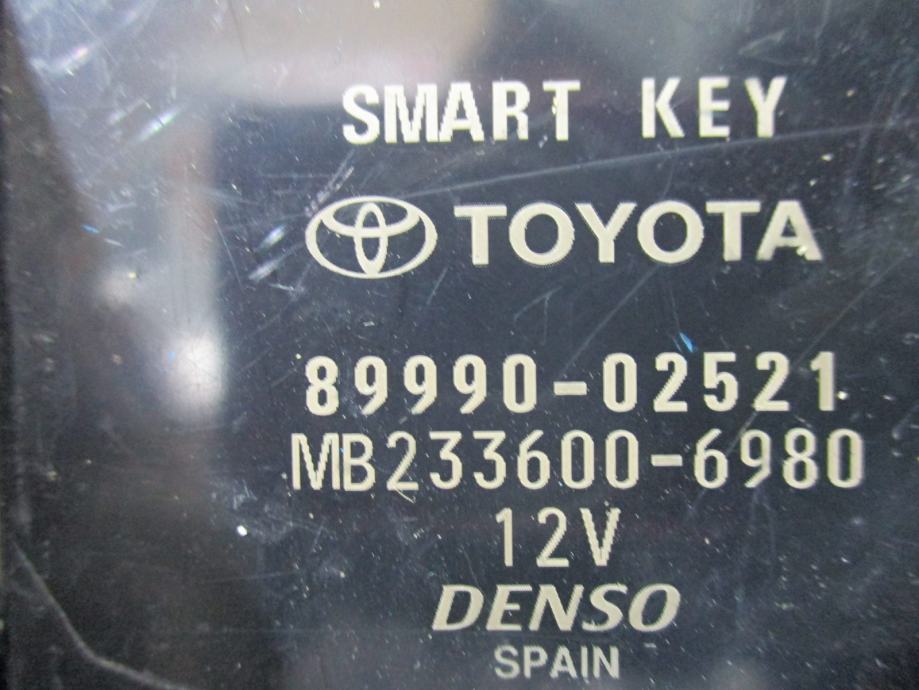 SMART KEY
TOYOTA
89990-02521
MB233600-6980
12V
DENSO
SPAIN